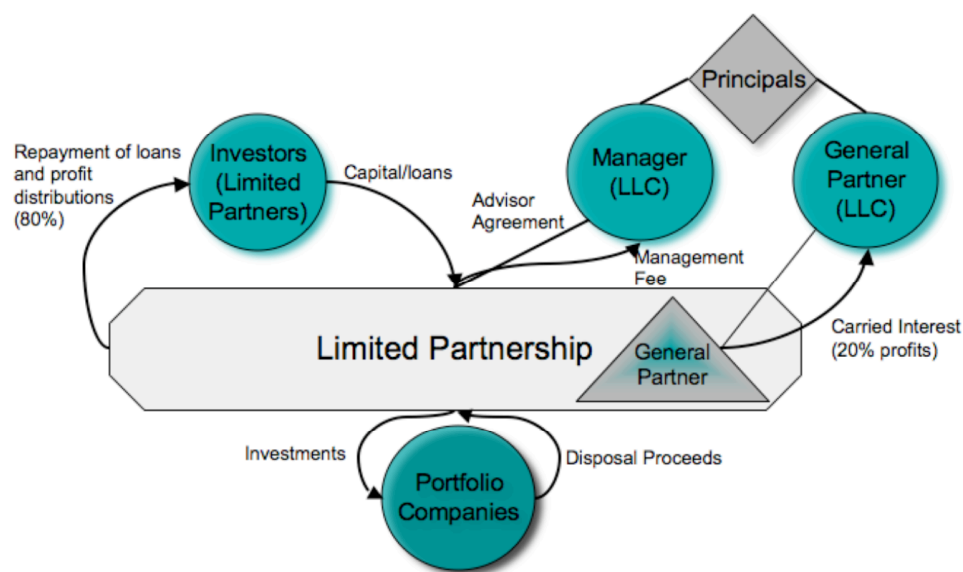 Principals
Repayment of loans
and profit
distributions
(80%)
Investors
(Limited
Partners)
Capital/loans
Manager
(LLC)
General
Partner
(LLC)
Advisor
Agreement
Management
Fee
Limited Partnership
General
Partner
Carried Interest
(20% profits)
Investments
Disposal Proceeds
Portfolio
Companies